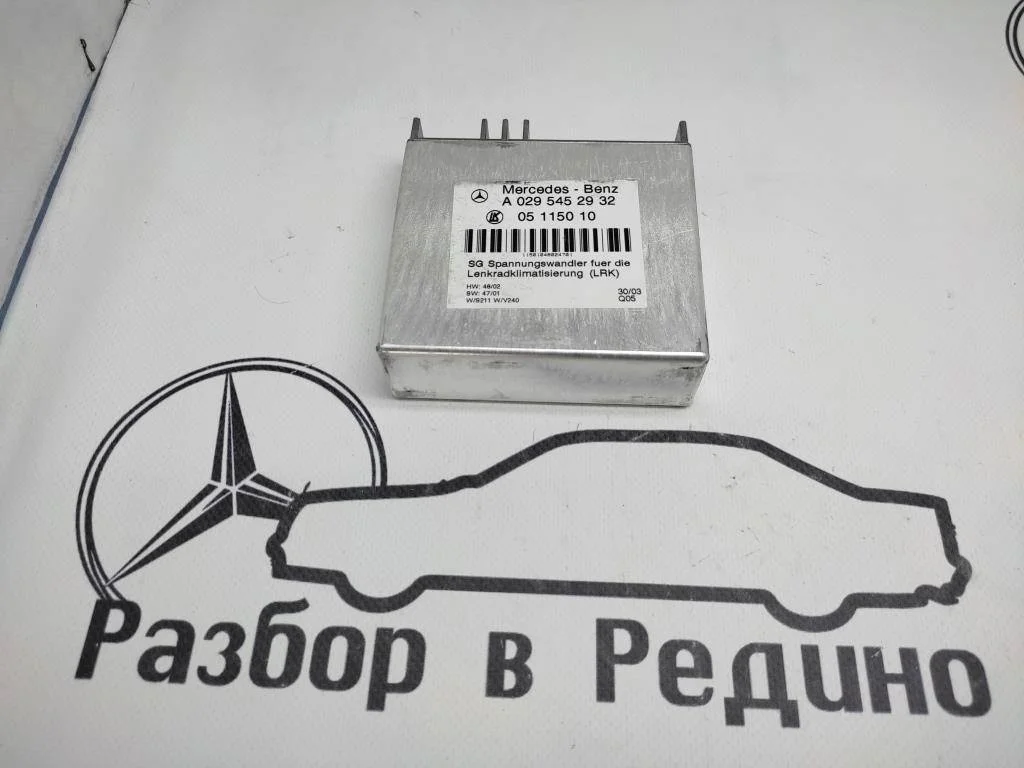 Mercedes - Benz
A 029 545 29 32
LK 05 1150 10
SG Spannungswandler fuer die
Lenkradklimatisierung (LRK)
HW: 48/02
SW: 47/01
W/S211 W/V240
30/03
Q05
Разбор в Редино